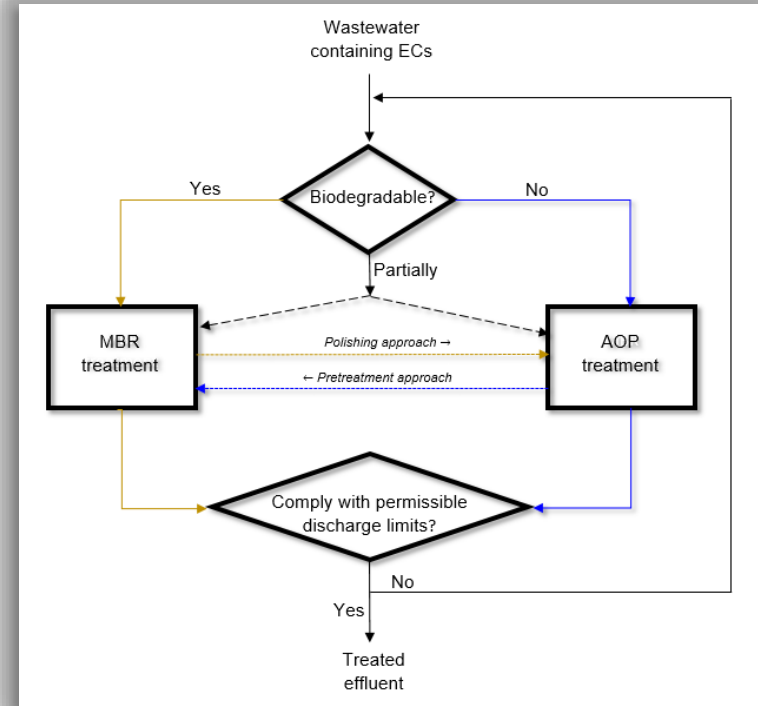 Wastewater
containing ECs
Biodegradable?
Yes
No
Partially
MBR
treatment
Polishing approach →
← Pretreatment approach
AOP
treatment
Comply with permissible
discharge limits?
No
Yes
Treated
effluent